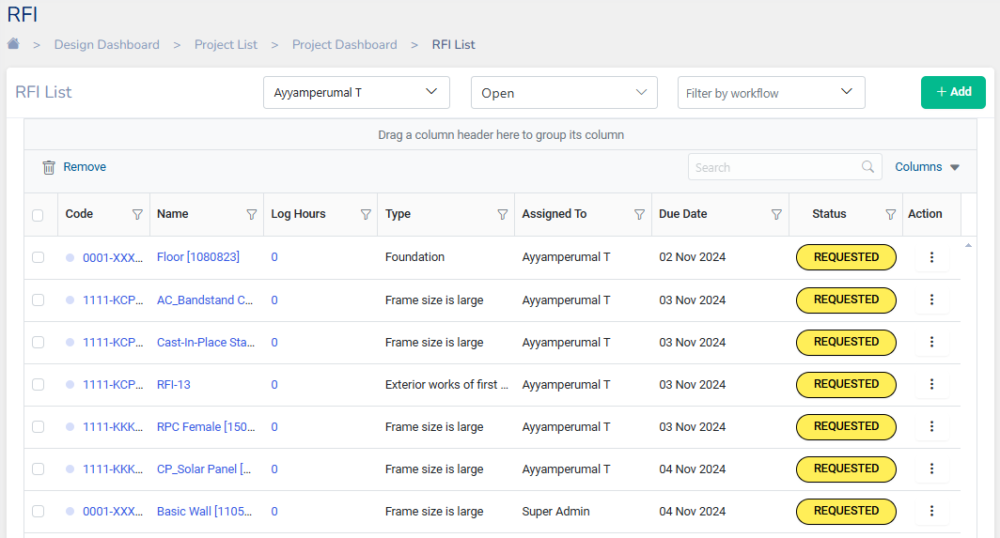 RFI
> Design Dashboard > Project List > Project Dashboard > RFI List
RFI List Ayyamperumal T Open Filter by workflow + Add
Drag a column header here to group its column
Remove Search Columns
Code Name Log Hours Type Assigned To Due Date Status Action
0001-XXX... Floor [1080823] 0 Foundation Ayyamperumal T 02 Nov 2024 REQUESTED
1111-KCP... AC_Bandstand C... 0 Frame size is large Ayyamperumal T 03 Nov 2024 REQUESTED
1111-KCP... Cast-In-Place Sta... 0 Frame size is large Ayyamperumal T 03 Nov 2024 REQUESTED
1111-KCP... RFI-13 0 Exterior works of first ... Ayyamperumal T 03 Nov 2024 REQUESTED
1111-KKK... RPC Female [150... 0 Frame size is large Ayyamperumal T 03 Nov 2024 REQUESTED
1111-KKK... CP_Solar Panel [... 0 Frame size is large Ayyamperumal T 04 Nov 2024 REQUESTED
0001-XXX... Basic Wall [1105... 0 Frame size is large Super Admin 04 Nov 2024 REQUESTED